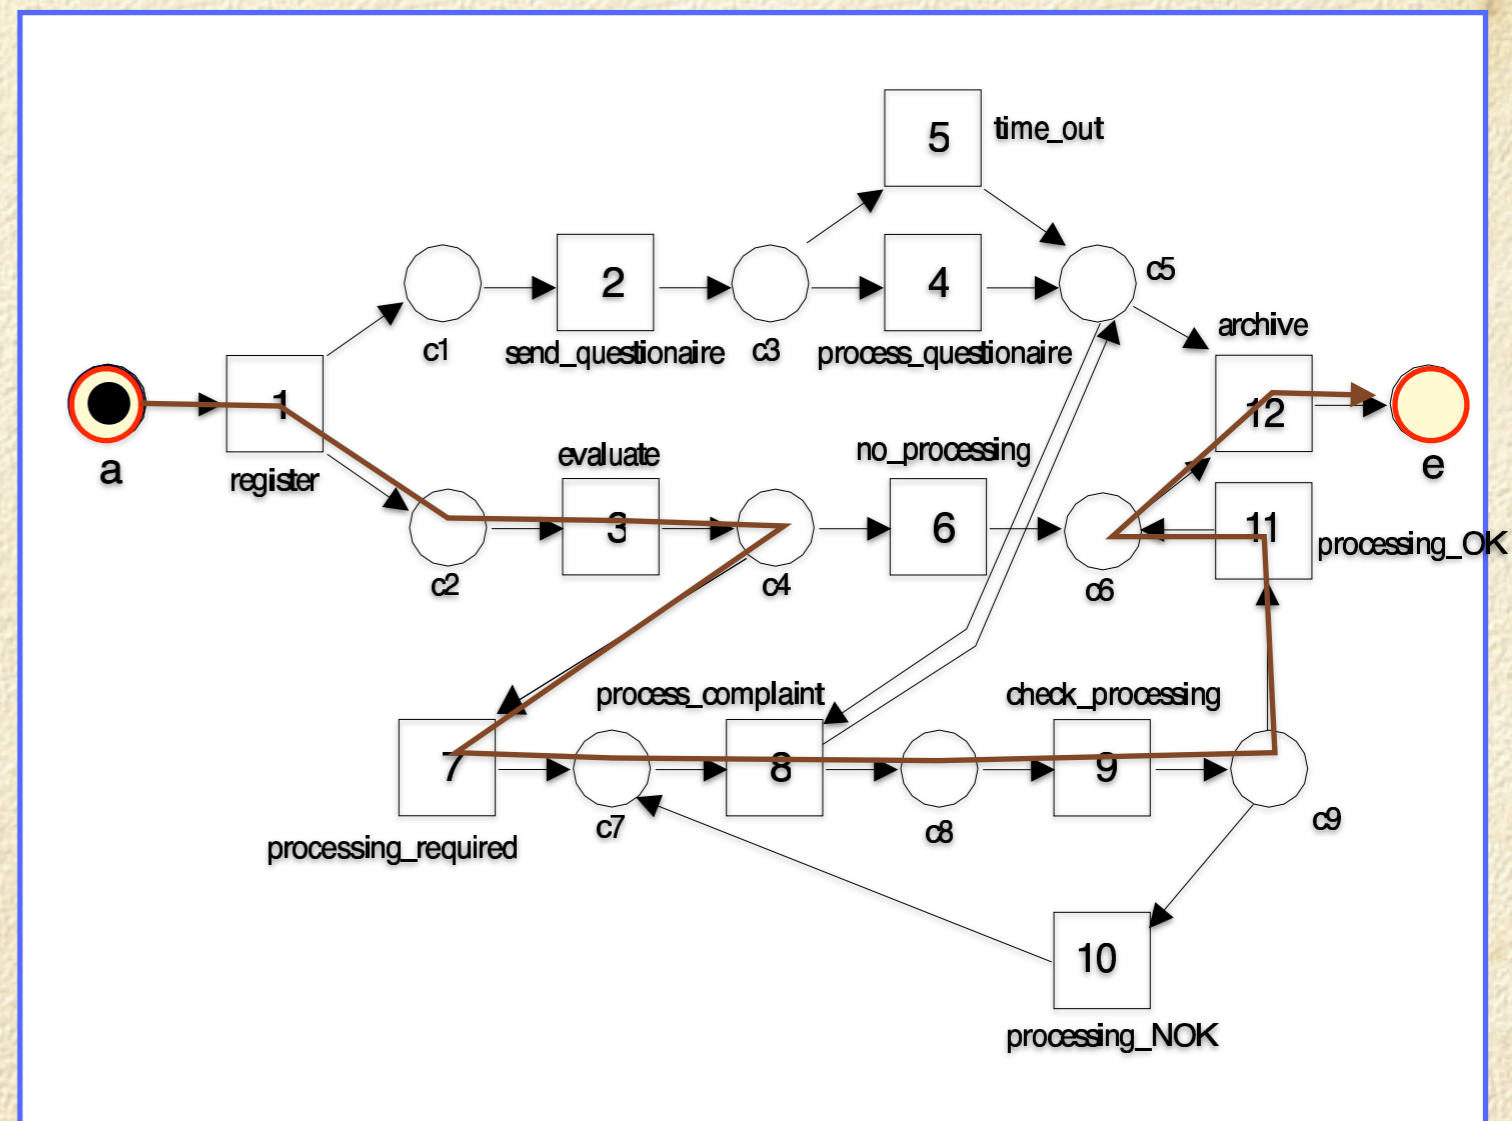 5
time_out
2
4
c5
c1
send_questionaire
c3
process_questionaire
archive
1
12
a
register
e
evaluate
no_processing
3
6
11
processing_OK
c2
c4
c6
process_complaint
check_processing
7
8
9
processing_required
c7
c8
c9
10
processing_NOK